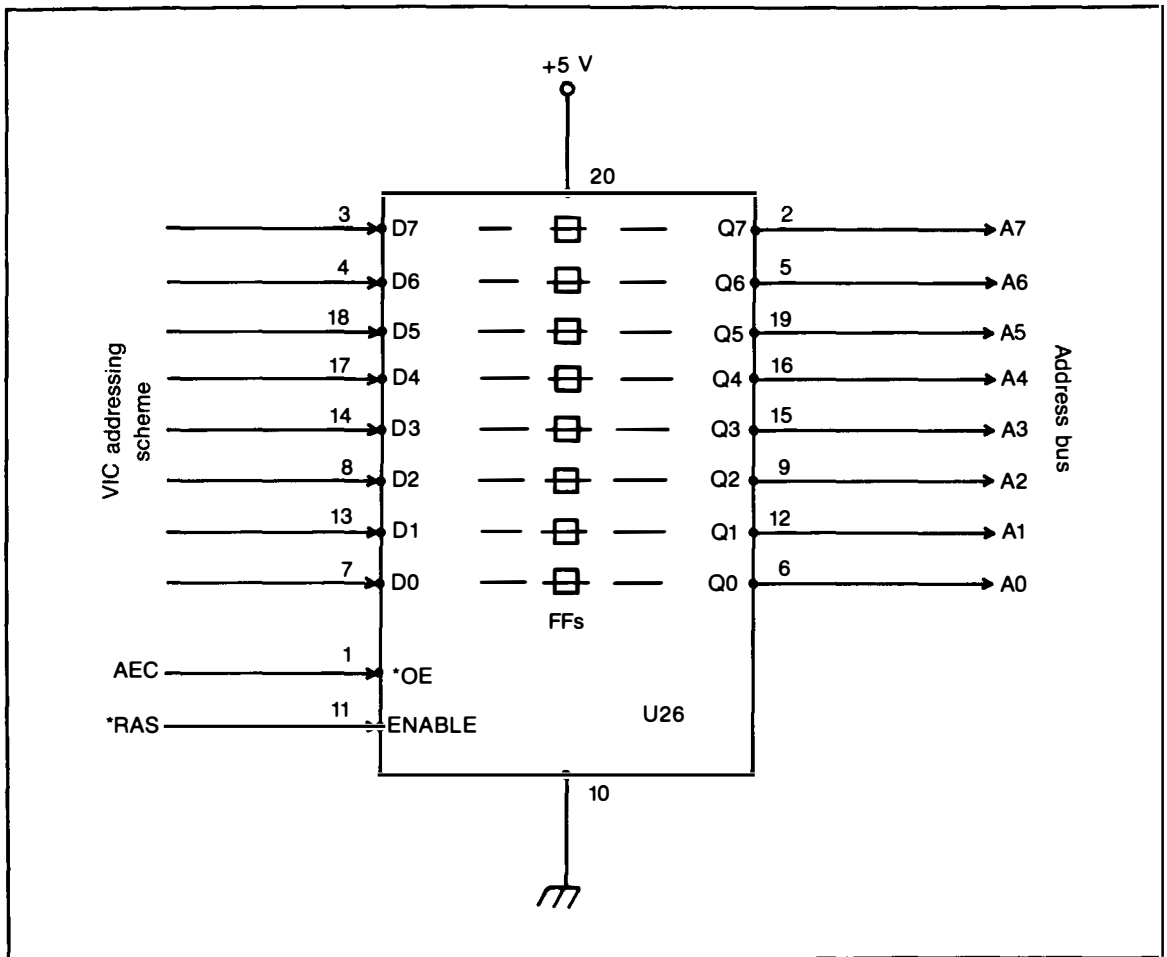 +5 V
20
3 D7 Q7 2 A7
4 D6 Q6 5 A6
18 D5 Q5 19 A5
17 D4 Q4 16 A4
14 D3 Q3 15 A3
8 D2 Q2 9 A2
13 D1 Q1 12 A1
7 D0 Q0 6 A0
VIC addressing
scheme
Address bus
FFs
AEC 1 *OE
*RAS 11 ENABLE
U26
10